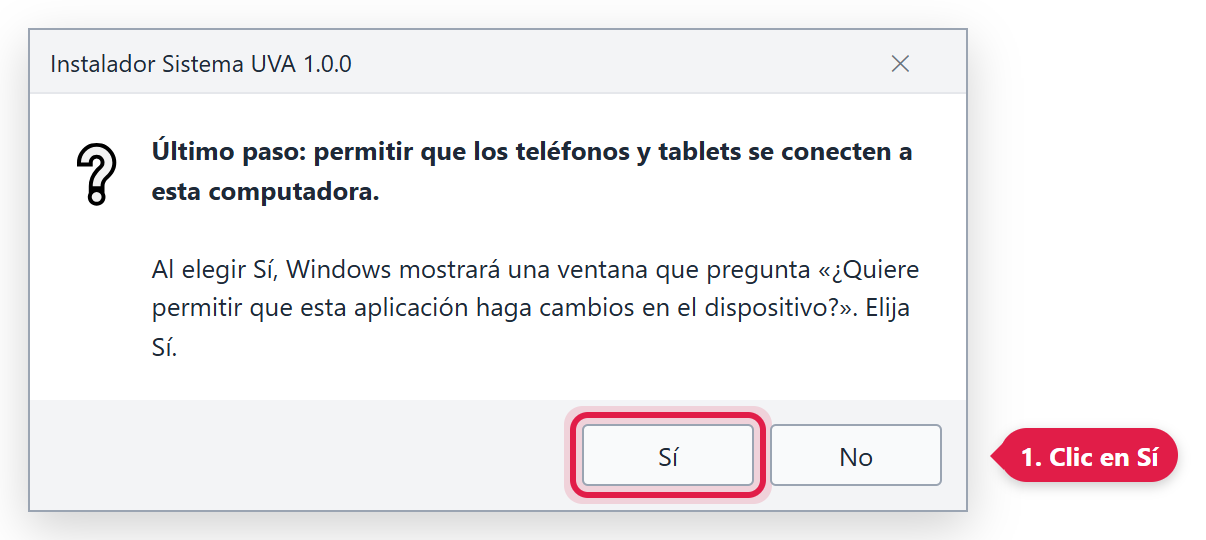 Instalador Sistema UVA 1.0.0
Último paso: permitir que los teléfonos y tablets se conecten a
esta computadora.
Al elegir Sí, Windows mostrará una ventana que pregunta «¿Quiere
permitir que esta aplicación haga cambios en el dispositivo?». Elija
Sí.
Sí
No
1. Clic en Sí